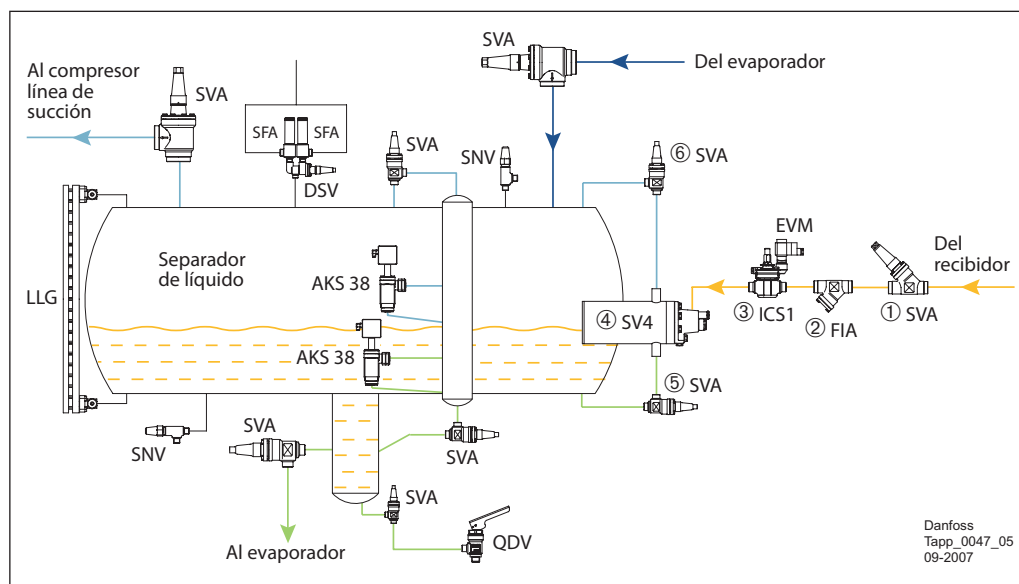 SVA
Del evaporador
Al compresor
línea de
succión
SVA
SFA
SFA
DSV
SVA
SNV
⑥ SVA
EVM
Del
recibidor
Separador
de líquido
AKS 38
LLG
③ ICS1
② FIA
① SVA
④ SV4
AKS 38
⑤ SVA
SNV
SVA
SVA
SVA
Al evaporador
QDV
Danfoss
Tapp_0047_05
09-2007